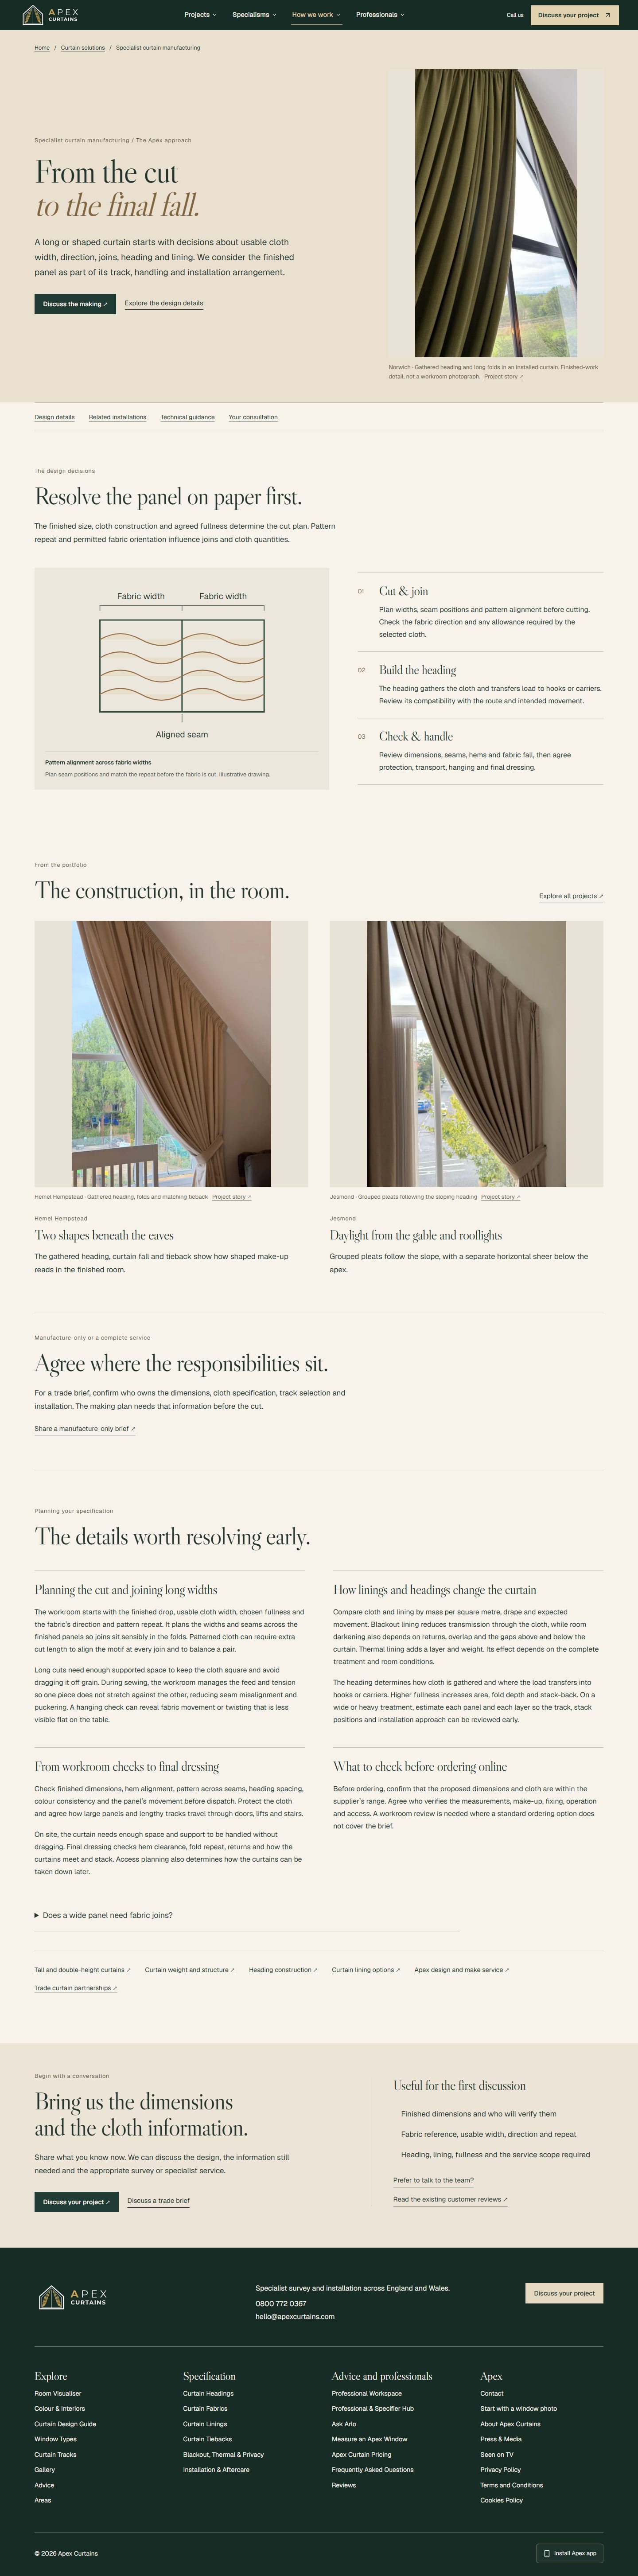 APEX
CURTAINS
Projects
Specialisms
How we work
Professionals
Call us
Discuss your project ↗
Home / Curtain solutions / Specialist curtain manufacturing
Specialist curtain manufacturing / The Apex approach
From the cut
to the final fall.
A long or shaped curtain starts with decisions about usable cloth
width, direction, joins, heading and lining. We consider the finished
panel as part of its track, handling and installation arrangement.
Discuss the making ↗
Explore the design details
Norwich · Gathered heading and long folds in an installed curtain. Finished-work
detail, not a workroom photograph. Project story ↗
Design details
Related installations
Technical guidance
Your consultation
The design decisions
Resolve the panel on paper first.
The finished size, cloth construction and agreed fullness determine the cut plan. Pattern
repeat and permitted fabric orientation influence joins and cloth quantities.
Fabric width
Fabric width
Aligned seam
Pattern alignment across fabric widths
Plan seam positions and match the repeat before the fabric is cut. Illustrative drawing.
01
Cut & join
Plan widths, seam positions and pattern alignment before cutting.
Check the fabric direction and any allowance required by the
selected cloth.
02
Build the heading
The heading gathers the cloth and transfers load to hooks or carriers.
Review its compatibility with the route and intended movement.
03
Check & handle
Review dimensions, seams, hems and fabric fall, then agree
protection, transport, hanging and final dressing.
From the portfolio
The construction, in the room.
Explore all projects ↗
Hemel Hempstead · Gathered heading, folds and matching tieback Project story ↗
Hemel Hempstead
Two shapes beneath the eaves
The gathered heading, curtain fall and tieback show how shaped make-up
reads in the finished room.
Jesmond · Grouped pleats following the sloping heading Project story ↗
Jesmond
Daylight from the gable and rooflights
Grouped pleats follow the slope, with a separate horizontal sheer below the
apex.
Manufacture-only or a complete service
Agree where the responsibilities sit.
For a trade brief, confirm who owns the dimensions, cloth specification, track selection and
installation. The making plan needs that information before the cut.
Share a manufacture-only brief ↗
Planning your specification
The details worth resolving early.
Planning the cut and joining long widths
The workroom starts with the finished drop, usable cloth width, chosen fullness and
the fabric's direction and pattern repeat. It plans the widths and seams across the
finished panels so joins sit sensibly in the folds. Patterned cloth can require extra
cut length to align the motif at every join and to balance a pair.
Long cuts need enough supported space to keep the cloth square and avoid
dragging it off grain. During sewing, the workroom manages the feed and tension
so one piece does not stretch against the other, reducing seam misalignment and
puckering. A hanging check can reveal fabric movement or twisting that is less
visible flat on the table.
How linings and headings change the curtain
Compare cloth and lining by mass per square metre, drape and expected
movement. Blackout lining reduces transmission through the cloth, while room
darkening also depends on returns, overlap and the gaps above and below the
curtain. Thermal lining adds a layer and weight. Its effect depends on the complete
treatment and room conditions.
The heading determines how cloth is gathered and where the load transfers into
hooks or carriers. Higher fullness increases area, fold depth and stack-back. On a
wide or heavy treatment, estimate each panel and each layer so the track, stack
positions and installation approach can be reviewed early.
From workroom checks to final dressing
Check finished dimensions, hem alignment, pattern across seams, heading spacing,
colour consistency and the panel's movement before dispatch. Protect the cloth
and agree how large panels and lengthy tracks travel through doors, lifts and stairs.
On site, the curtain needs enough space and support to be handled without
dragging. Final dressing checks hem clearance, fold repeat, returns and how the
curtains meet and stack. Access planning also determines how the curtains can be
taken down later.
What to check before ordering online
Before ordering, confirm that the proposed dimensions and cloth are within the
supplier's range. Agree who verifies the measurements, make-up, fixing, operation
and access. A workroom review is needed where a standard ordering option does
not cover the brief.
▶ Does a wide panel need fabric joins?
Tall and double-height curtains ↗
Curtain weight and structure ↗
Heading construction ↗
Curtain lining options ↗
Apex design and make service ↗
Trade curtain partnerships ↗
Begin with a conversation
Bring us the dimensions
and the cloth information.
Share what you know now. We can discuss the design, the information still
needed and the appropriate survey or specialist service.
Discuss your project ↗
Discuss a trade brief
Useful for the first discussion
Finished dimensions and who will verify them
Fabric reference, usable width, direction and repeat
Heading, lining, fullness and the service scope required
Prefer to talk to the team?
Read the existing customer reviews ↗
APEX
CURTAINS
Specialist survey and installation across England and Wales.
0800 772 0367
hello@apexcurtains.com
Discuss your project
Explore
Room Visualiser
Colour & Interiors
Curtain Design Guide
Window Types
Curtain Tracks
Gallery
Advice
Areas
Specification
Curtain Headings
Curtain Fabrics
Curtain Linings
Curtain Tiebacks
Blackout, Thermal & Privacy
Installation & Aftercare
Advice and professionals
Professional Workspace
Professional & Specifier Hub
Ask Arlo
Measure an Apex Window
Apex Curtain Pricing
Frequently Asked Questions
Reviews
Apex
Contact
Start with a window photo
About Apex Curtains
Press & Media
Seen on TV
Privacy Policy
Terms and Conditions
Cookies Policy
© 2026 Apex Curtains
Install Apex app